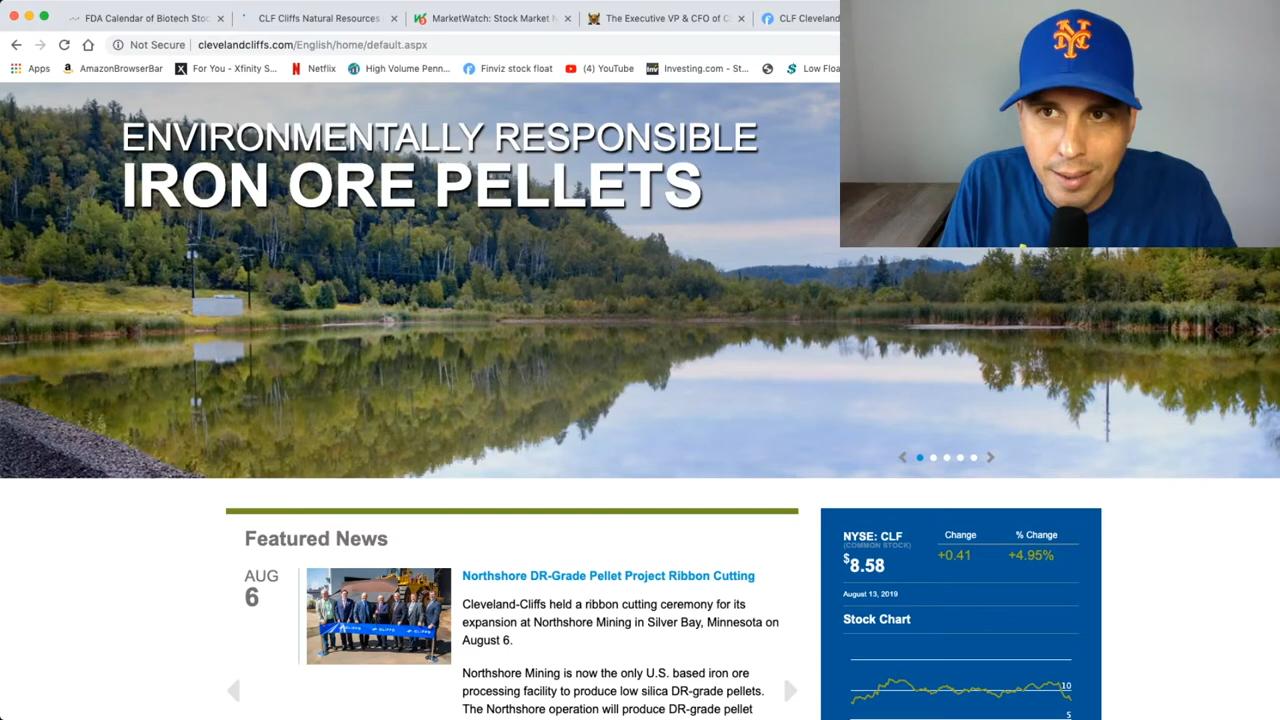 FDA Calendar of Biotech Stoc
CLF Cliffs Natural Resources
MarketWatch: Stock Market N
The Executive VP & CFO of C
CLF Cleveland
Not Secure
clevelandcliffs.com/English/home/default.aspx
Apps
AmazonBrowserBar
For You - Xfinity S...
Netflix
High Volume Penn...
Finviz stock float
(4) YouTube
Investing.com - St...
Low Floa
NY
ENVIRONMENTALLY RESPONSIBLE
IRON ORE PELLETS
Featured News
AUG
6
CLIFFS
Northshore DR-Grade Pellet Project Ribbon Cutting
Cleveland-Cliffs held a ribbon cutting ceremony for its
expansion at Northshore Mining in Silver Bay, Minnesota on
August 6.
Northshore Mining is now the only U.S. based iron ore
processing facility to produce low silica DR-grade pellets.
The Northshore operation will produce DR-grade pellet
NYSE: CLF
(COMMON STOCK)
$8.58
Change
% Change
+0.41
+4.95%
August 13, 2019
Stock Chart
10
5